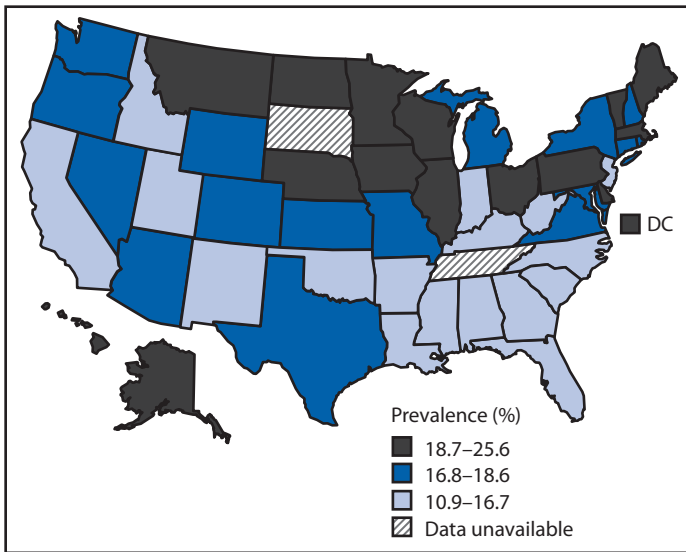 DC
Prevalence (%)
18.7–25.6
16.8–18.6
10.9–16.7
Data unavailable